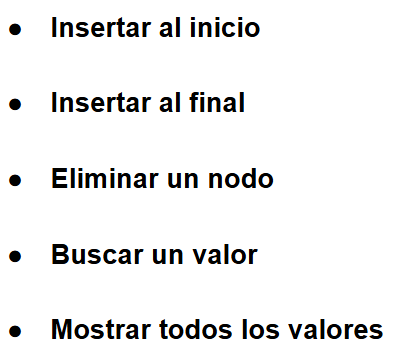 ● Insertar al inicio
● Insertar al final
● Eliminar un nodo
● Buscar un valor
● Mostrar todos los valores